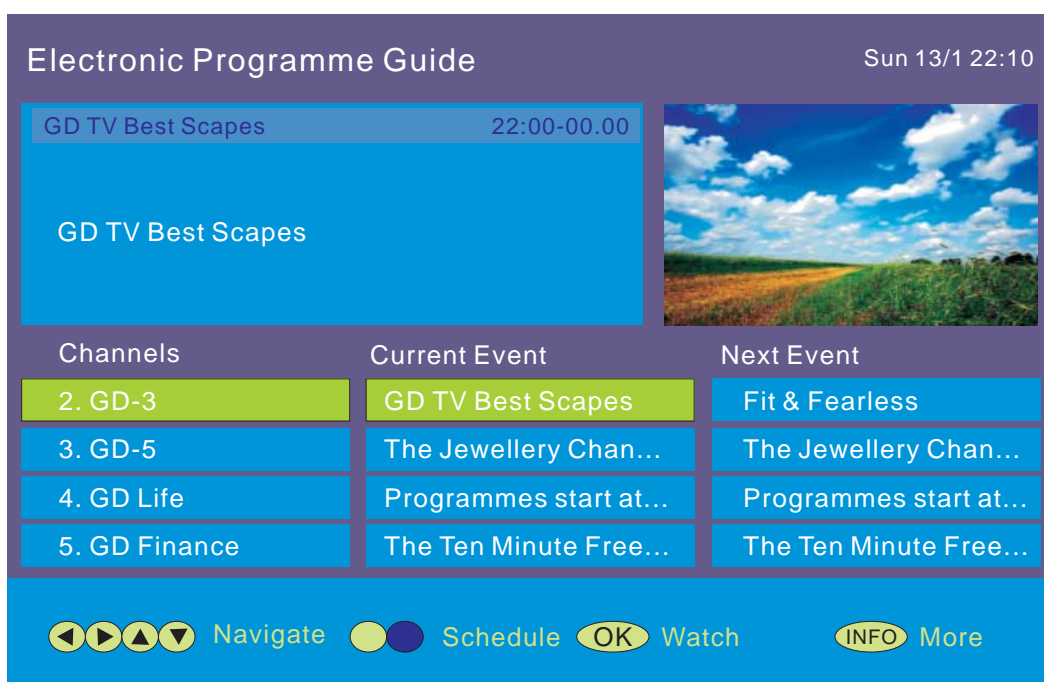 Electronic Programme Guide
Sun 13/1 22:10
GD TV Best Scapes 22:00-00.00
GD TV Best Scapes
Channels Current Event Next Event
2. GD-3 GD TV Best Scapes Fit & Fearless
3. GD-5 The Jewellery Chan... The Jewellery Chan...
4. GD Life Programmes start at... Programmes start at...
5. GD Finance The Ten Minute Free... The Ten Minute Free...
Navigate Schedule OK Watch INFO More